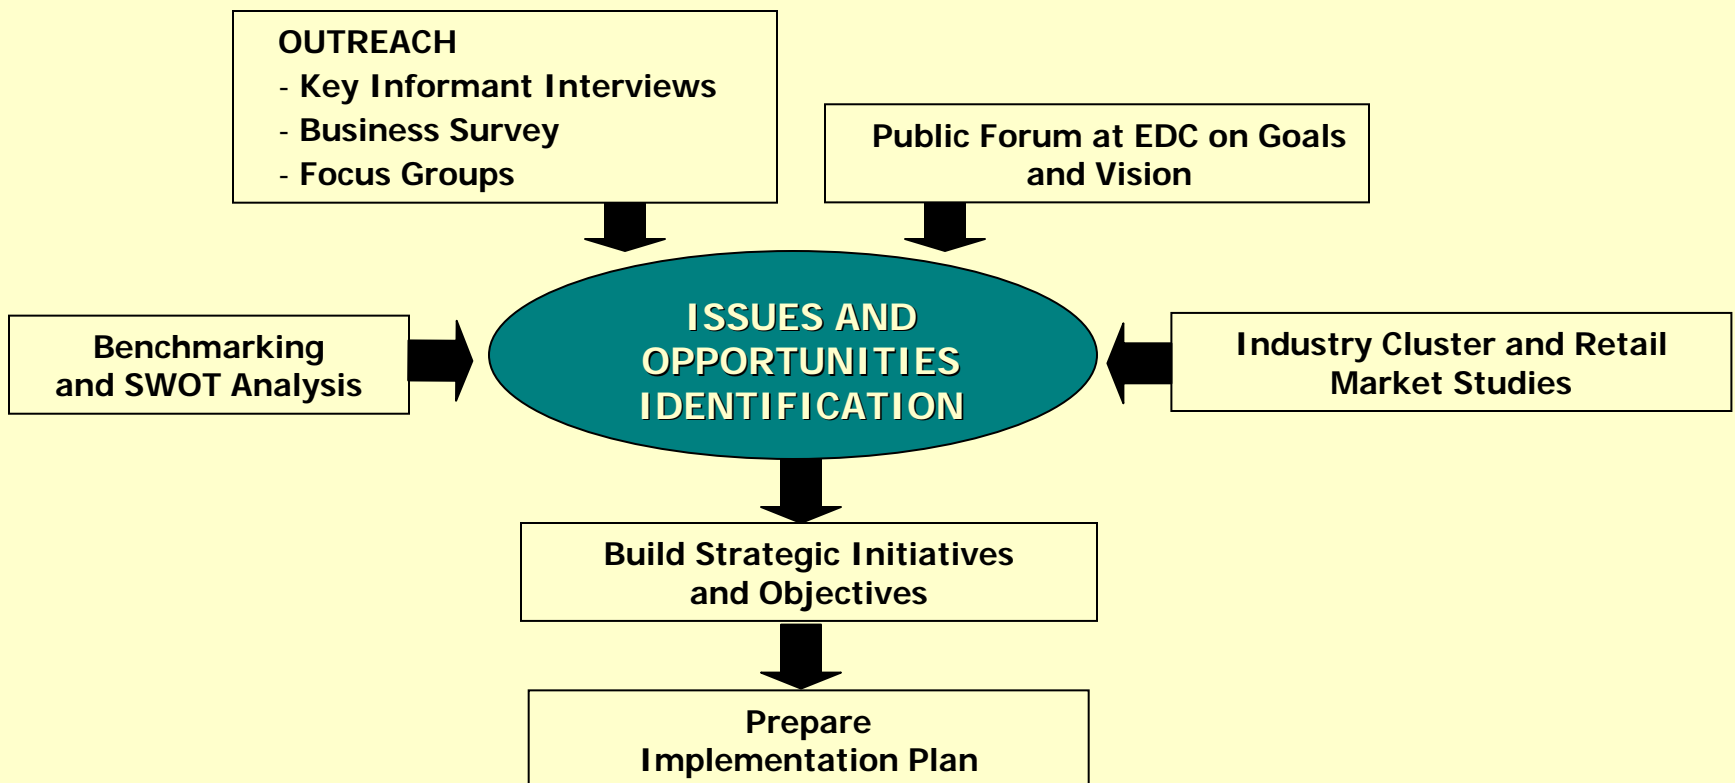 OUTREACH
- Key Informant Interviews
- Business Survey
- Focus Groups
Public Forum at EDC on Goals
and Vision
Benchmarking
and SWOT Analysis
ISSUES AND
OPPORTUNITIES
IDENTIFICATION
Industry Cluster and Retail
Market Studies
Build Strategic Initiatives
and Objectives
Prepare
Implementation Plan